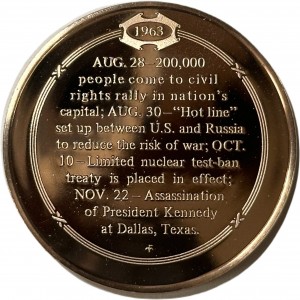 1963
AUG. 28–200,000
people come to civil
rights rally in nation's
capital; AUG. 30–"Hot line"
set up between U.S. and Russia
to reduce the risk of war; OCT.
10–Limited nuclear test-ban
treaty is placed in effect;
NOV. 22–Assassination
of President Kennedy
at Dallas, Texas.